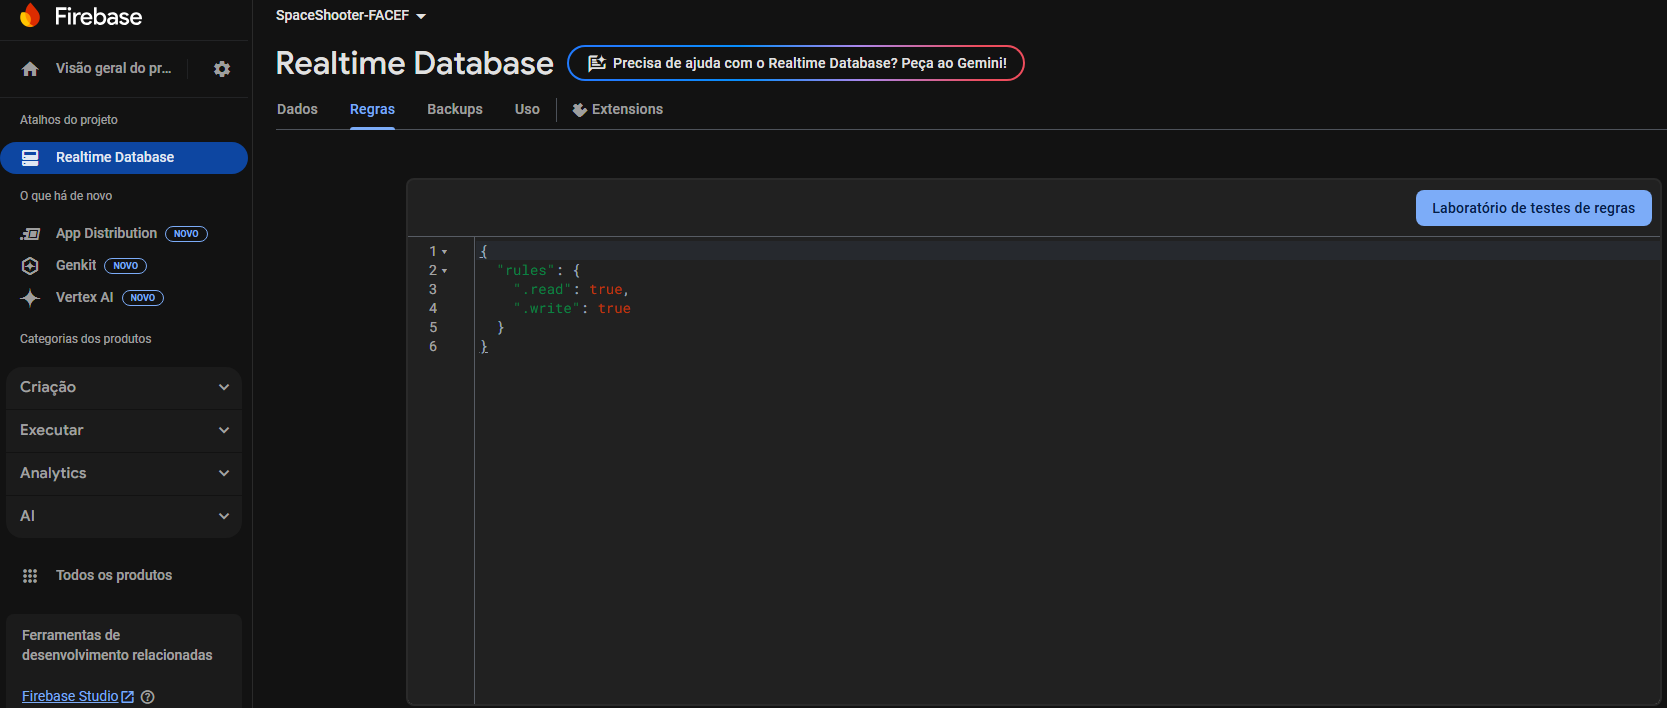 Firebase
Visão geral do pr...
Atalhos do projeto
Realtime Database
O que há de novo
App Distribution NOVO
Genkit NOVO
Vertex AI NOVO
Categorias dos produtos
Criação
Executar
Analytics
AI
Todos os produtos
Ferramentas de
desenvolvimento relacionadas
Firebase Studio ?
SpaceShooter-FACEF
Realtime Database
Precisa de ajuda com o Realtime Database? Peça ao Gemini!
Dados Regras Backups Uso Extensions
Laboratório de testes de regras
1 {
2 "rules": {
3 ".read": true,
4 ".write": true
5 }
6 }